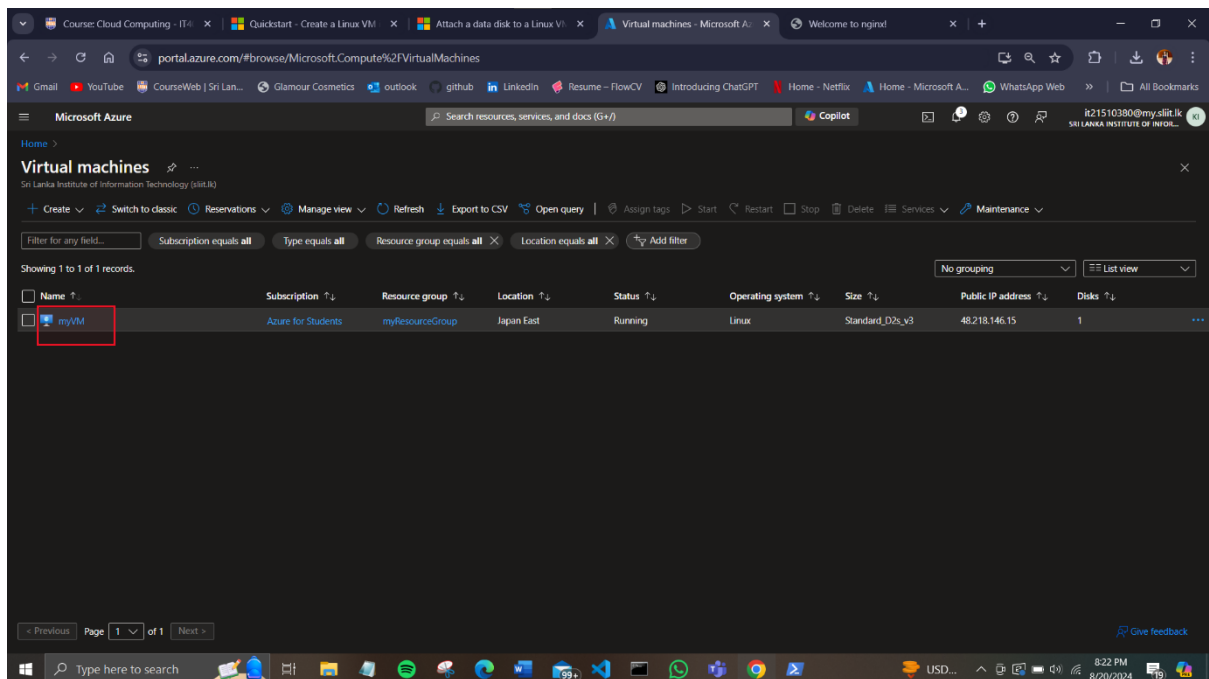 Course: Cloud Computing - IT4
Quickstart - Create a Linux VM
Attach a data disk to a Linux V
Virtual machines - Microsoft Az
Welcome to nginx!
portal.azure.com/#browse/Microsoft.Compute%2FVirtualMachines
Gmail YouTube CourseWeb | Sri Lan... Glamour Cosmetics outlook github LinkedIn Resume – FlowCV Introducing ChatGPT Home - Netflix Home - Microsoft A... WhatsApp Web » All Bookmarks
Microsoft Azure Search resources, services, and docs (G+/) Copilot 3 it21510380@my.sliit.lk KI
SRI LANKA INSTITUTE OF INFOR...
Home >
Virtual machines ...
Sri Lanka Institute of Information Technology (sliit.lk)
Create Switch to classic Reservations Manage view Refresh Export to CSV Open query Assign tags Start Restart Stop Delete Services Maintenance
Filter for any field... Subscription equals all Type equals all Resource group equals all Location equals all Add filter
Showing 1 to 1 of 1 records. No grouping List view
Name Subscription Resource group Location Status Operating system Size Public IP address Disks
myVM Azure for Students myResourceGroup Japan East Running Linux Standard_D2s_v3 48.218.146.15 1 ...
< Previous Page 1 of 1 Next > Give feedback
Type here to search 99+ USD... 8:22 PM
8/20/2024 19